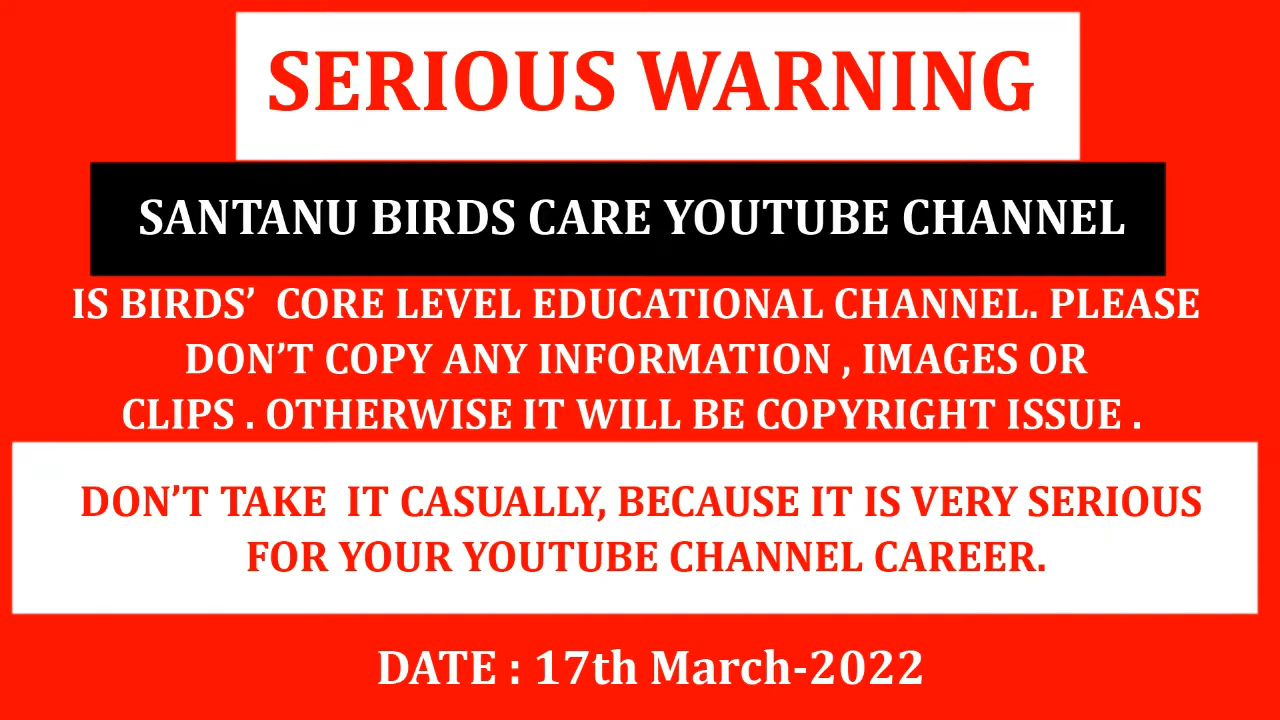 SERIOUS WARNING
SANTANU BIRDS CARE YOUTUBE CHANNEL
IS BIRDS’  CORE LEVEL EDUCATIONAL CHANNEL. PLEASE
DON’T COPY ANY INFORMATION , IMAGES OR
CLIPS . OTHERWISE IT WILL BE COPYRIGHT ISSUE .
DON’T TAKE  IT CASUALLY, BECAUSE IT IS VERY SERIOUS
FOR YOUR YOUTUBE CHANNEL CAREER.
DATE : 17th March-2022